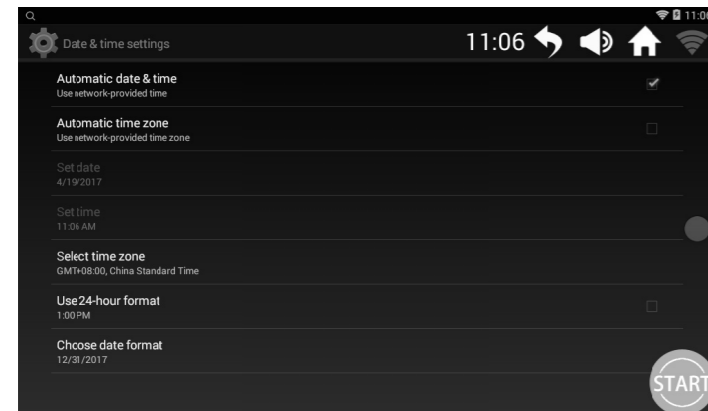 11:06
Date & time settings
11:06
Automatic date & time
Use network-provided time
Automatic time zone
Use network-provided time zone
Set date
4/19/2017
Set time
11:06 AM
Select time zone
GMT+08:00, China Standard Time
Use 24-hour format
1:00 PM
Choose date format
12/31/2017
START